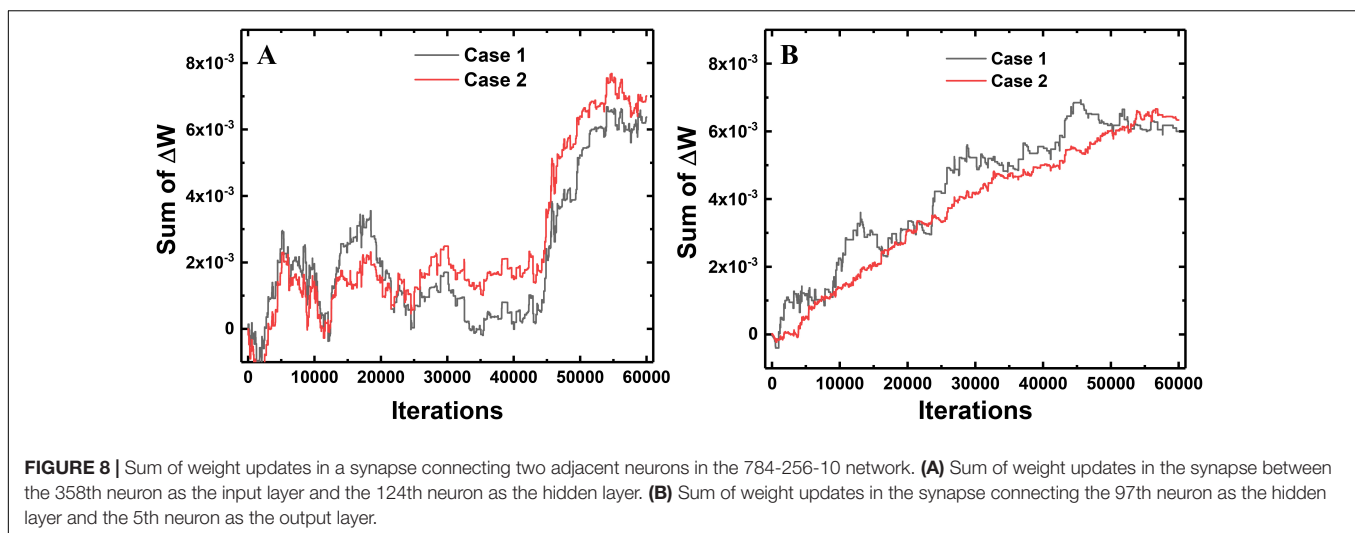 A
Case 1
Case 2
8x10⁻³
6x10⁻³
4x10⁻³
2x10⁻³
0
Sum of ΔW
0 10000 20000 30000 40000 50000 60000
Iterations
B
Case 1
Case 2
8x10⁻³
6x10⁻³
4x10⁻³
2x10⁻³
0
Sum of ΔW
0 10000 20000 30000 40000 50000 60000
Iterations
FIGURE 8 | Sum of weight updates in a synapse connecting two adjacent neurons in the 784-256-10 network. (A) Sum of weight updates in the synapse between
the 358th neuron as the input layer and the 124th neuron as the hidden layer. (B) Sum of weight updates in the synapse connecting the 97th neuron as the hidden
layer and the 5th neuron as the output layer.